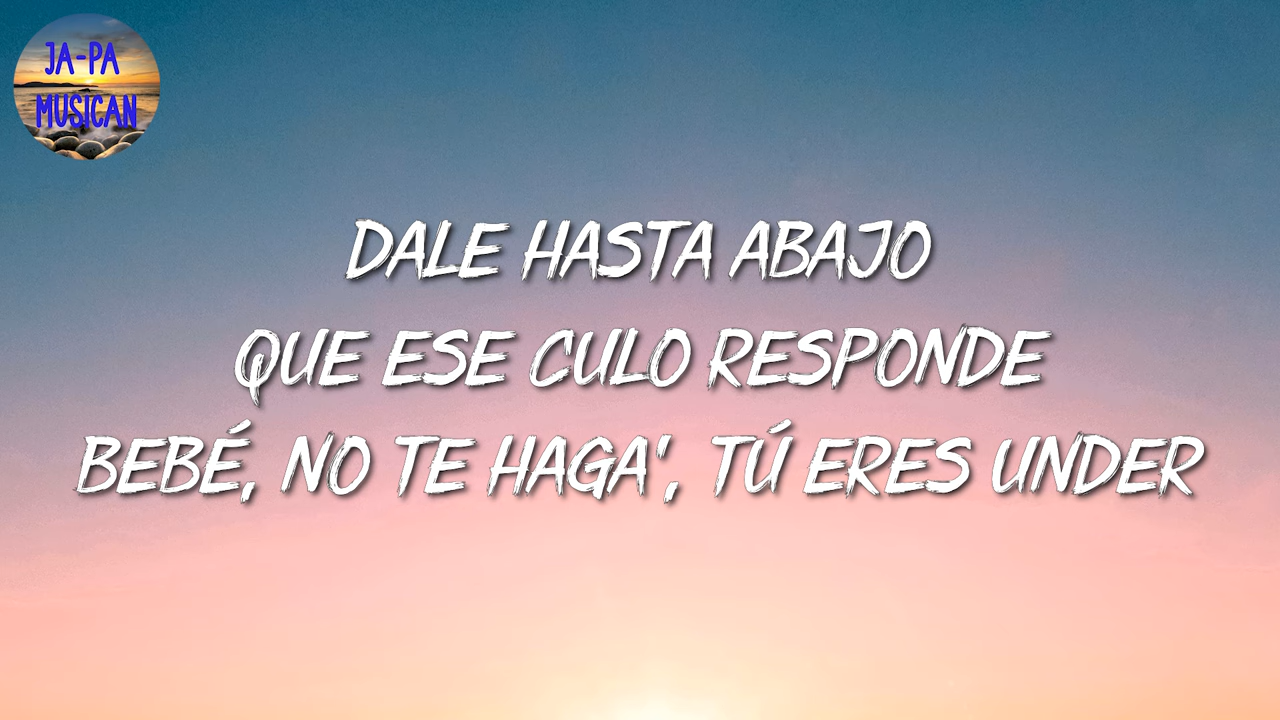 JA-PA
MUSICAN
DALE HASTA ABAJO
QUE ESE CULO RESPONDE
BEBÉ, NO TE HAGA', TÚ ERES UNDER